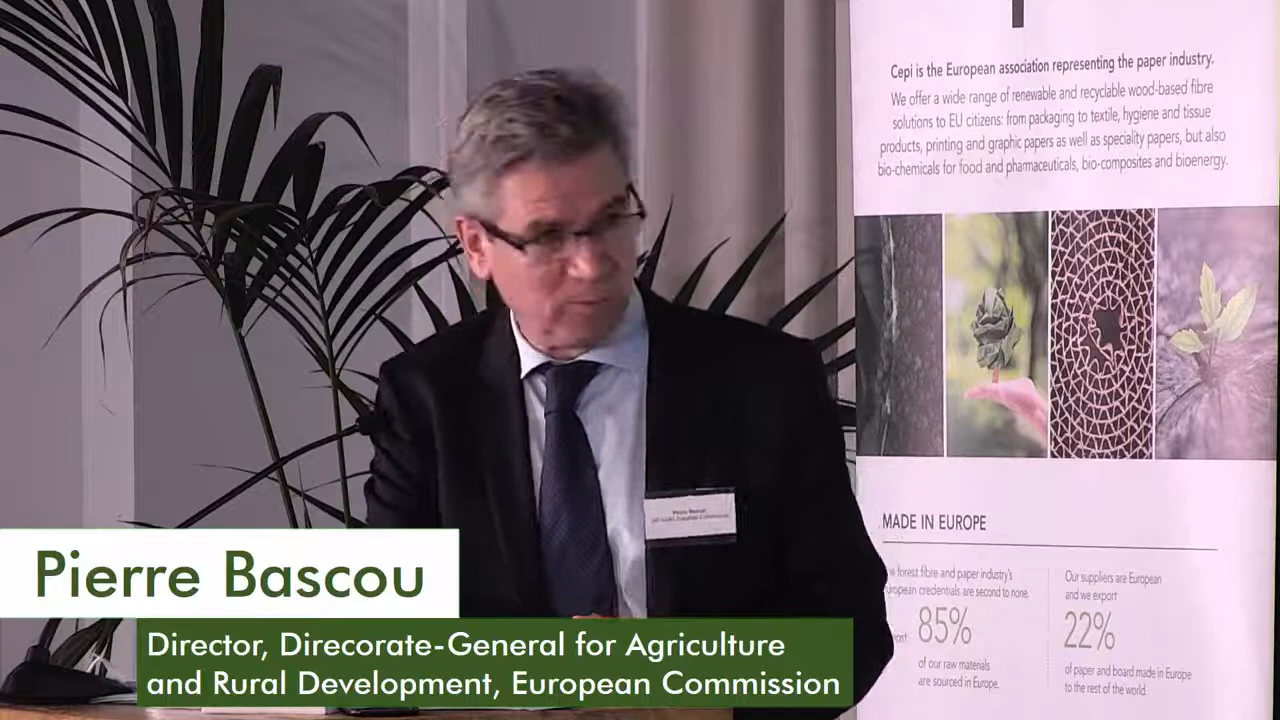 Cepi is the European association representing the paper industry.
We offer a wide range of renewable and recyclable wood-based fibre
solutions to EU citizens: from packaging to textile, hygiene and tissue
products, printing and graphic papers as well as speciality papers, but also
bio-chemicals for food and pharmaceuticals, bio-composites and bioenergy.
MADE IN EUROPE
forest fibre and paper industry's
European credentials are second to none.
85%
of our raw materials
are sourced in Europe.
Our suppliers are European
and we export
22%
of paper and board made in Europe
to the rest of the world.
Pierre Bascou
Director, Direcorate-General for Agriculture
and Rural Development, European Commission